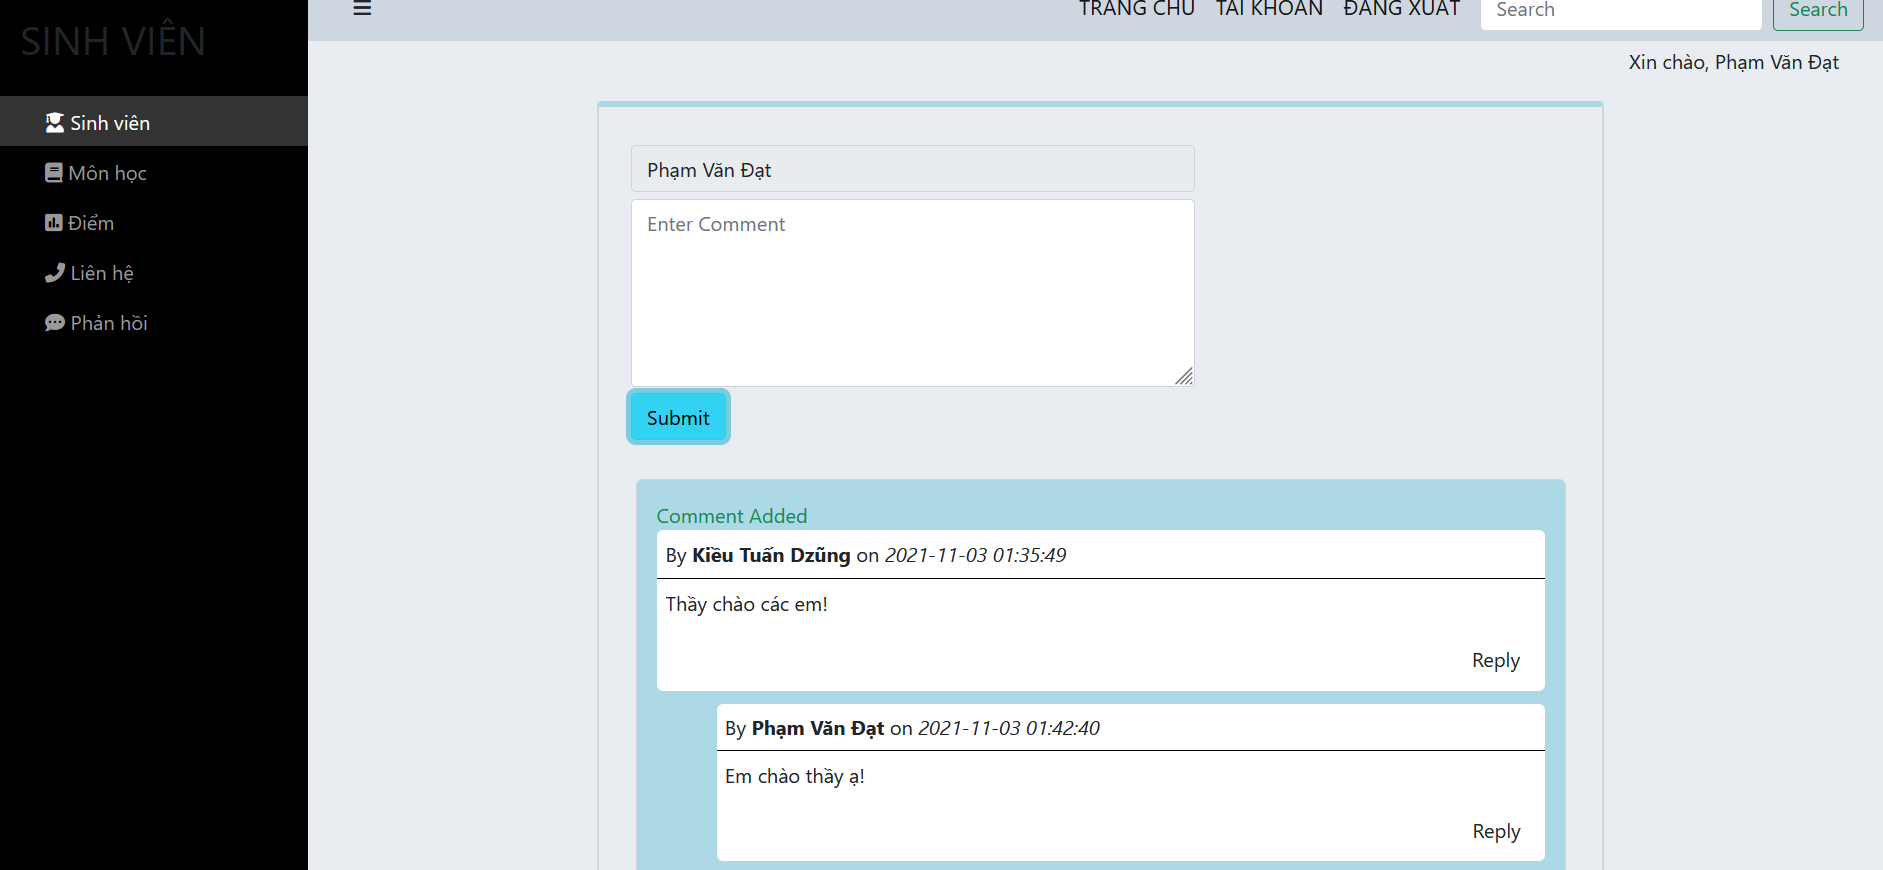 SINH VIÊN
Sinh viên
Môn học
Điểm
Liên hệ
Phản hồi
TRANG CHỦ TÀI KHOẢN ĐĂNG XUẤT Search Search
Xin chào, Phạm Văn Đạt
Phạm Văn Đạt
Enter Comment
Submit
Comment Added
By Kiều Tuấn Dzũng on 2021-11-03 01:35:49
Thầy chào các em!
Reply
By Phạm Văn Đạt on 2021-11-03 01:42:40
Em chào thầy ạ!
Reply